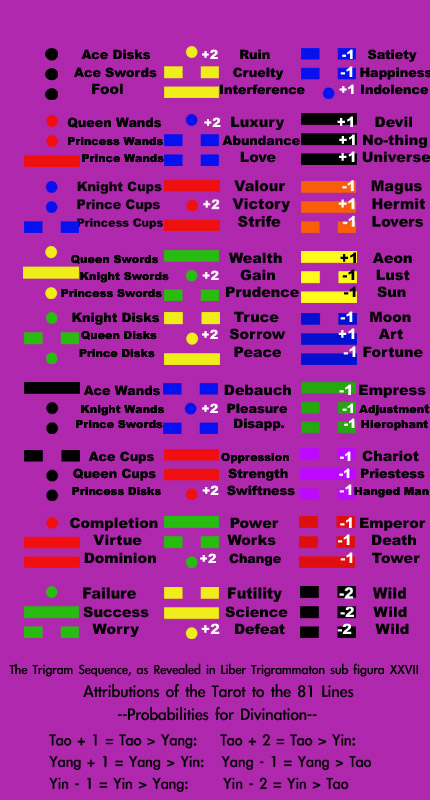 Ace Disks +2 Ruin -1 Satiety
Ace Swords Cruelty -1 Happiness
Fool Interference +1 Indolence
Queen Wands +2 Luxury +1 Devil
Princess Wands Abundance +1 No-thing
Prince Wands Love +1 Universe
Knight Cups Valour -1 Magus
Prince Cups +2 Victory +1 Hermit
Princess Cups Strife -1 Lovers
Queen Swords Wealth +1 Aeon
Knight Swords +2 Gain -1 Lust
Princess Swords Prudence -1 Sun
Knight Disks Truce -1 Moon
Queen Disks +2 Sorrow +1 Art
Prince Disks Peace -1 Fortune
Ace Wands Debauch -1 Empress
Knight Wands +2 Pleasure -1 Adjustment
Prince Swords Disapp. -1 Hierophant
Ace Cups Oppression -1 Chariot
Queen Cups Strength -1 Priestess
Princess Disks +2 Swiftness -1 Hanged Man
Completion Power -1 Emperor
Virtue Works -1 Death
Dominion +2 Change -1 Tower
Failure Futility -2 Wild
Success Science -2 Wild
Worry +2 Defeat -2 Wild
The Trigram Sequence, as Revealed in Liber Trigrammaton sub figura XXVII
Attributions of the Tarot to the 81 Lines
--Probabilities for Divination--
Tao + 1 = Tao > Yang: Tao + 2 = Tao > Yin:
Yang + 1 = Yang > Yin: Yang - 1 = Yang > Tao
Yin - 1 = Yin > Yang: Yin - 2 = Yin > Tao